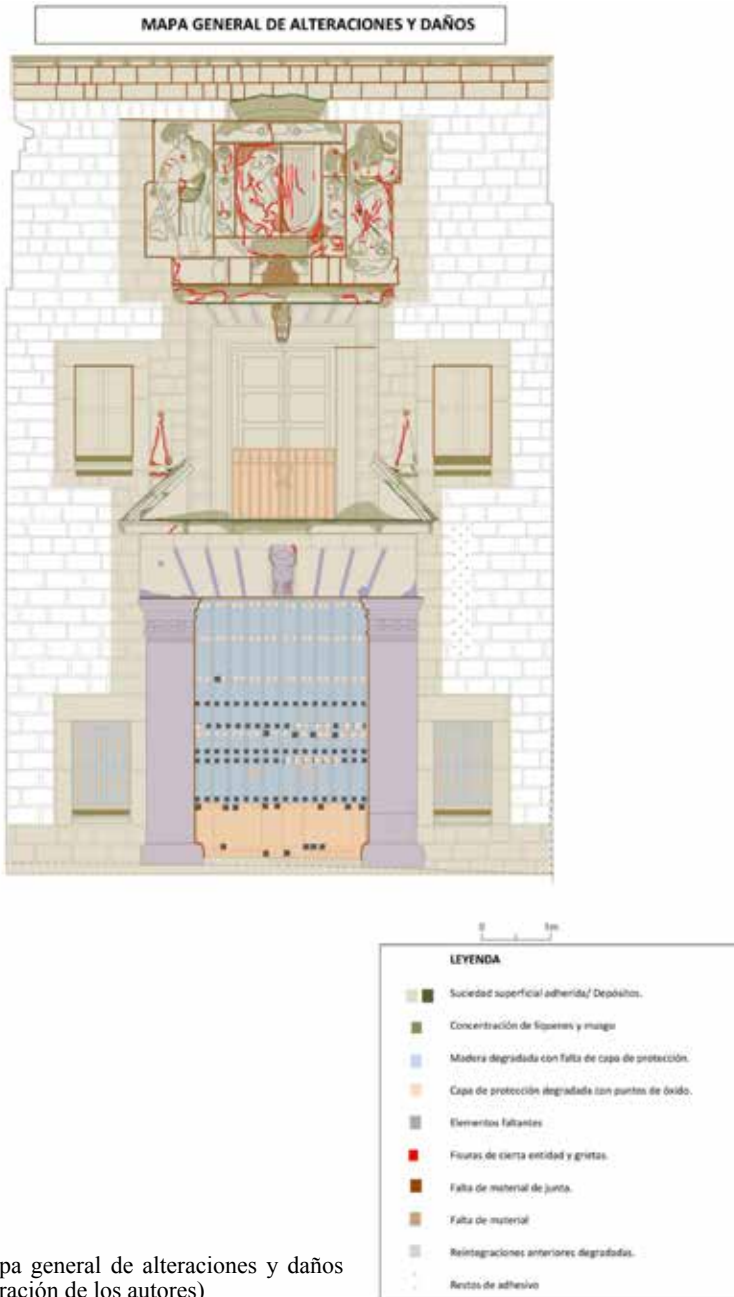 MAPA GENERAL DE ALTERACIONES Y DAÑOS
0 1m
LEYENDA
Suciedad superficial adherida/ Depósitos.
Concentración de líquenes y musgo
Madera degradada con falta de capa de protección.
Capa de protección degradada con puntos de óxido.
Elementos faltantes
Fisuras de cierta entidad y grietas.
Falta de material de junta.
Falta de material
Reintegraciones anteriores degradadas.
Restos de adhesivo
pa general de alteraciones y daños
ración de los autores)